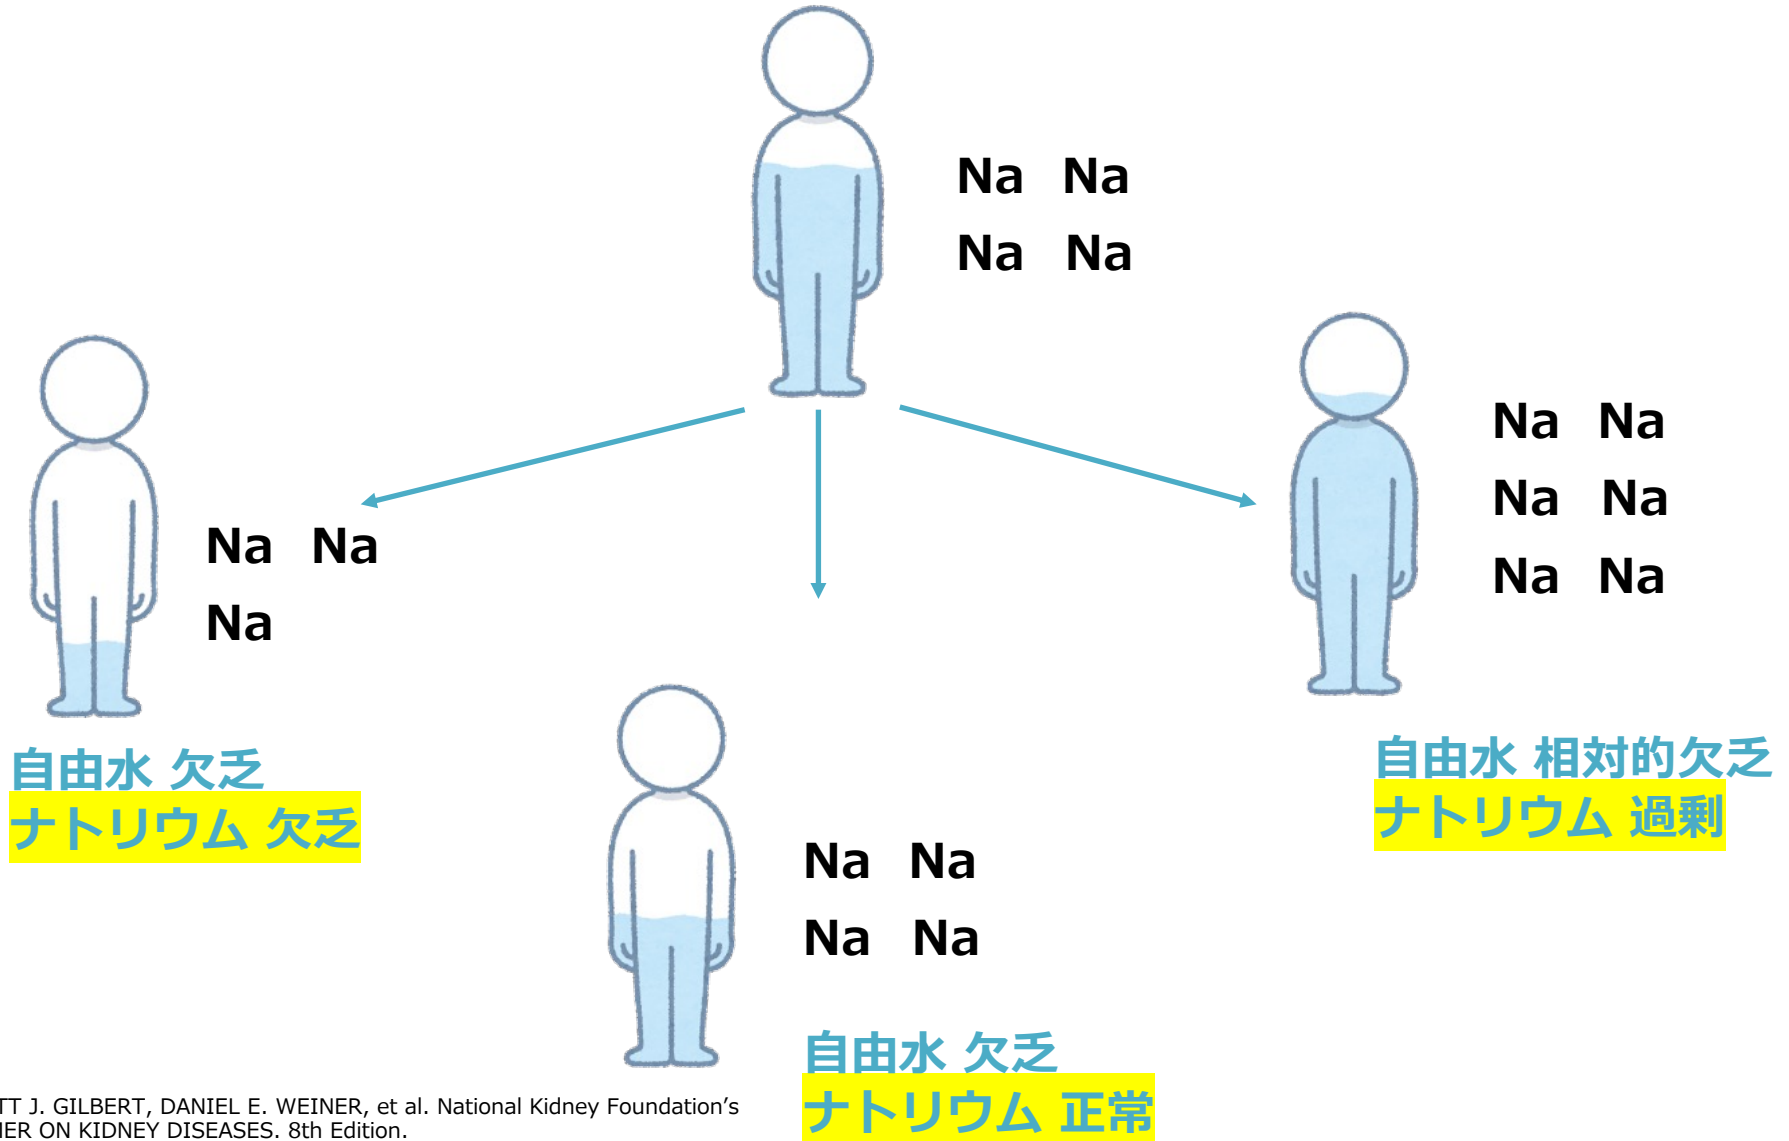 Na Na
Na Na
Na Na
Na
自由水 欠乏
ナトリウム 欠乏
Na Na
Na Na
自由水 欠乏
ナトリウム 正常
Na Na
Na Na
Na Na
自由水 相対的欠乏
ナトリウム 過剰
J. GILBERT, DANIEL E. WEINER, et al. National Kidney Foundation’s
ON KIDNEY DISEASES. 8th Edition.